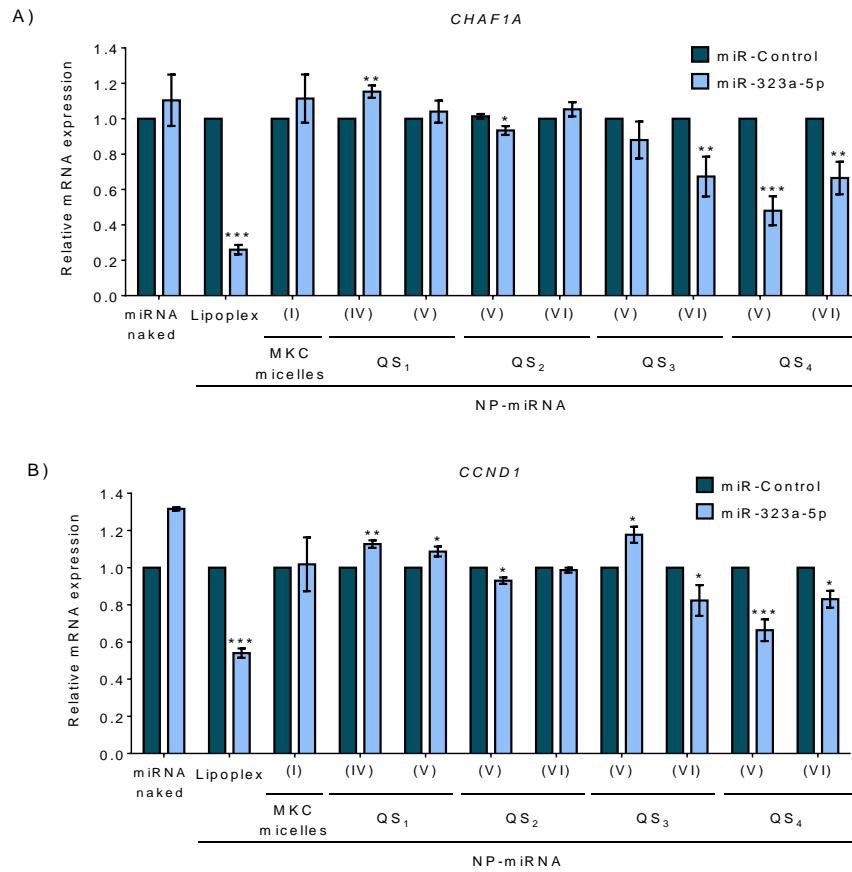 A)
CHAF1A
miR-Control
miR-323a-5p
Relative mRNA expression
1.4
1.2
1.0
0.8
0.6
0.4
0.2
0.0
** * ** *** ** ***
miRNA naked
Lipoplex
(I) (IV) (V) (V) (VI) (V) (VI) (V) (VI)
MKC micelles
QS₁ QS₂ QS₃ QS₄
NP-miRNA
B)
CCND1
miR-Control
miR-323a-5p
Relative mRNA expression
1.4
1.2
1.0
0.8
0.6
0.4
0.2
0.0
*** ** * * * * *** *
miRNA naked
Lipoplex
(I) (IV) (V) (V) (VI) (V) (VI) (V) (VI)
MKC micelles
QS₁ QS₂ QS₃ QS₄
NP-miRNA